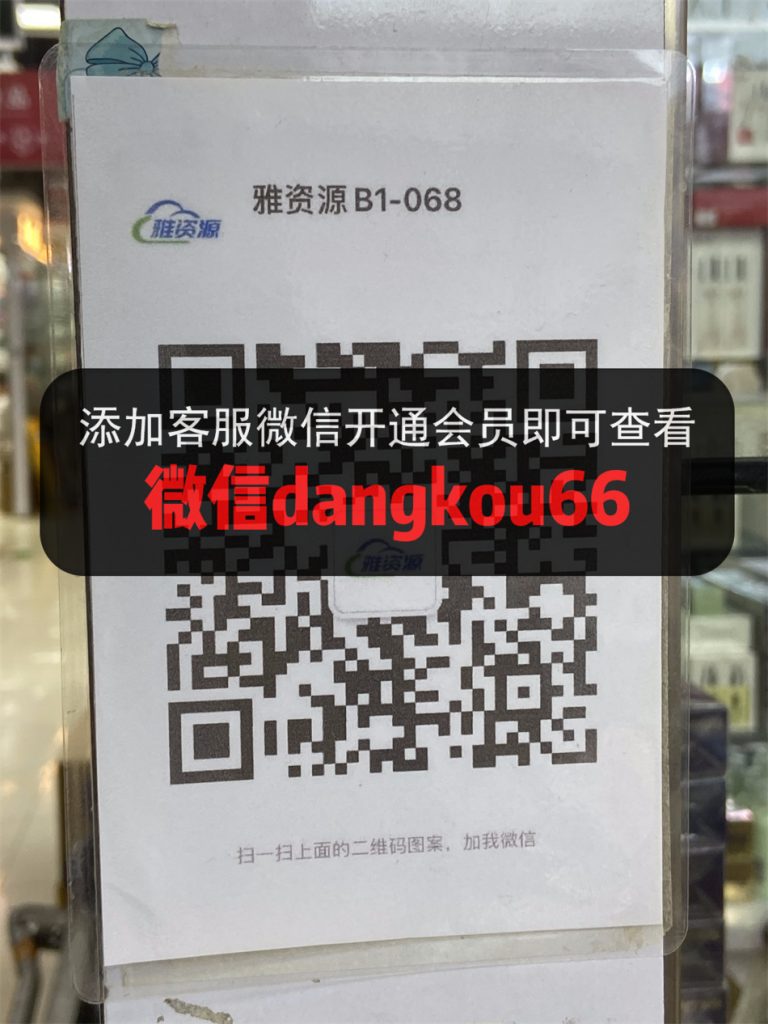 雅资源 B1-068
雅资源
添加客服微信开通会员即可查看
微信dangkou66
雅资源
扫一扫上面的二维码图案，加我微信